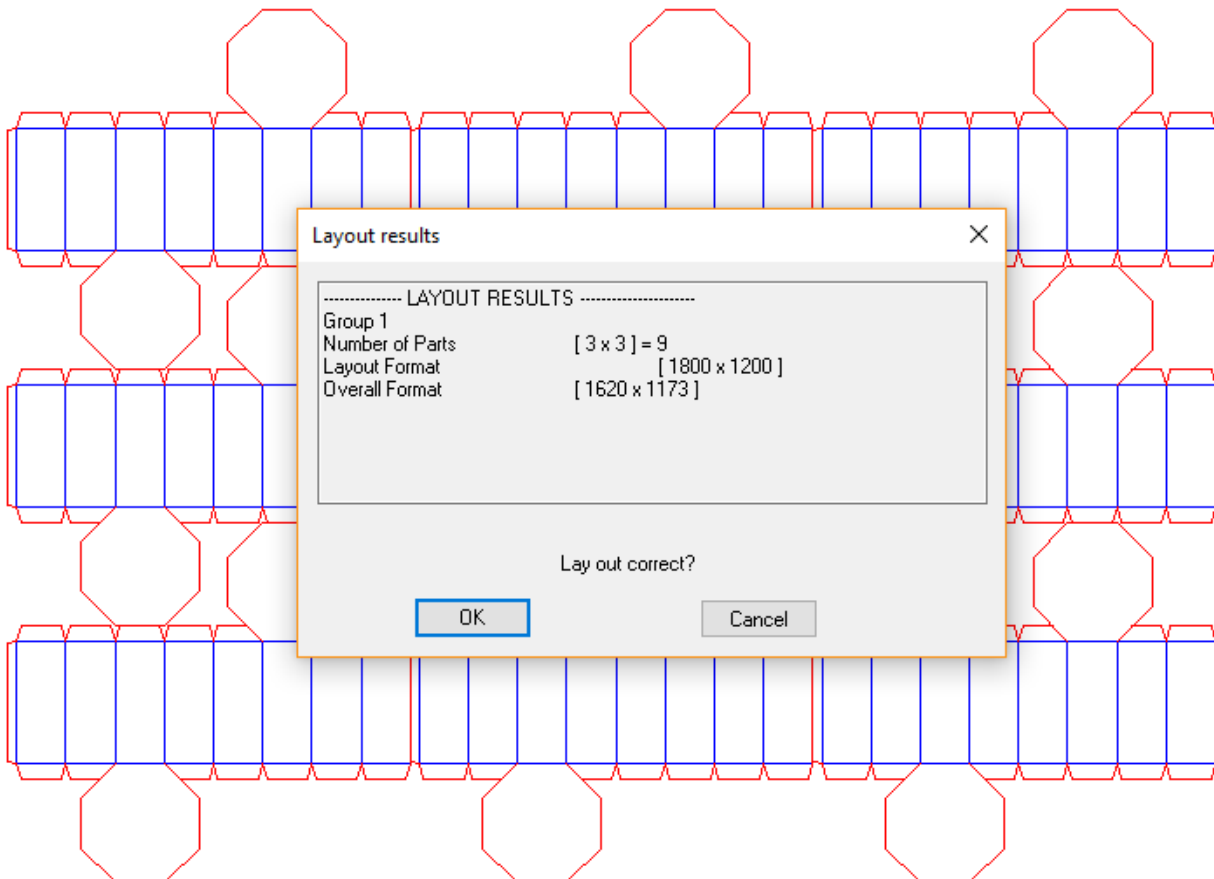 Layout results
--------------- LAYOUT RESULTS ----------------------
Group 1
Number of Parts [ 3 x 3 ] = 9
Layout Format [ 1800 x 1200 ]
Overall Format [ 1620 x 1173 ]
Lay out correct?
OK Cancel